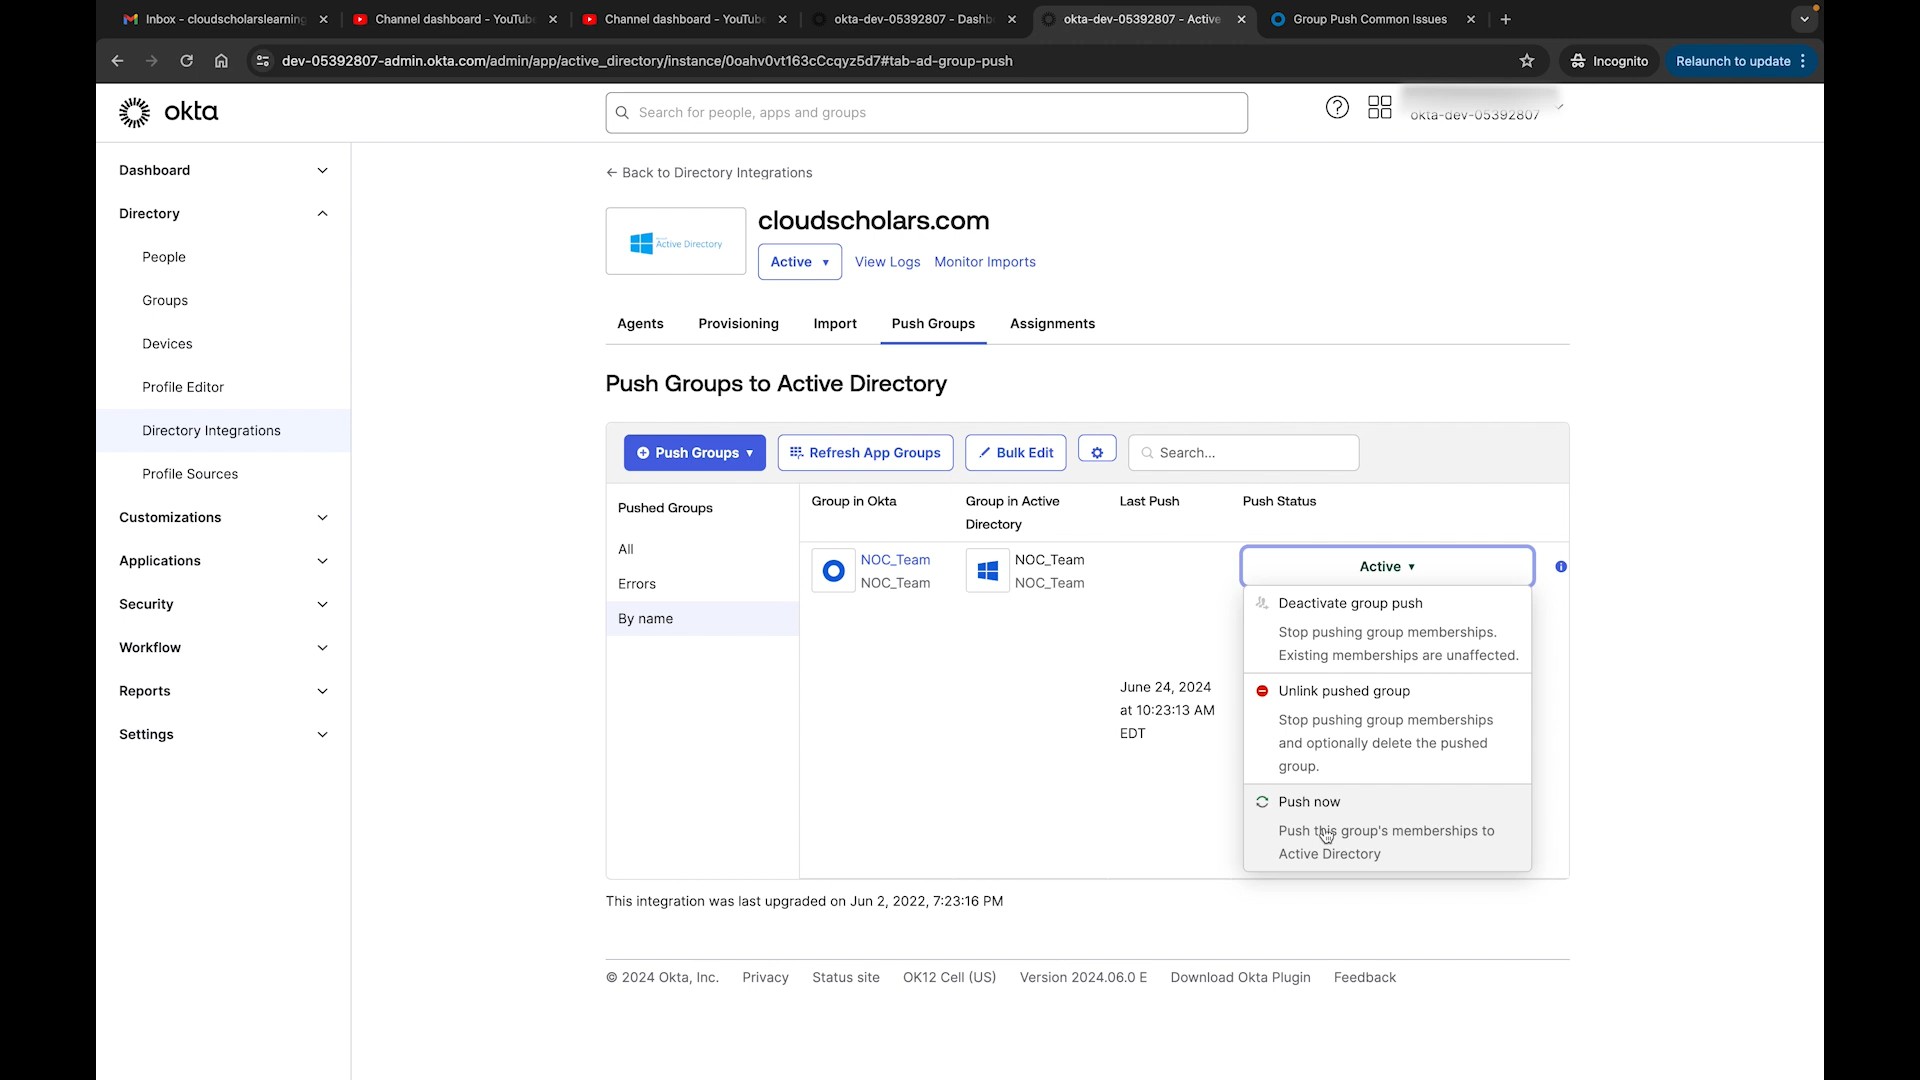 Inbox - cloudscholarslearning
Channel dashboard - YouTube
Channel dashboard - YouTube
okta-dev-05392807 - Dashb
okta-dev-05392807 - Active
Group Push Common Issues
dev-05392807-admin.okta.com/admin/app/active_directory/instance/0oahv0vt163cCcqyz5d7#tab-ad-group-push
Incognito
Relaunch to update
okta
Search for people, apps and groups
okta-dev-05392807
Dashboard
Directory
People
Groups
Devices
Profile Editor
Directory Integrations
Profile Sources
Customizations
Applications
Security
Workflow
Reports
Settings
← Back to Directory Integrations
Active Directory
cloudscholars.com
Active ▼
View Logs
Monitor Imports
Agents
Provisioning
Import
Push Groups
Assignments
Push Groups to Active Directory
Push Groups ▼
Refresh App Groups
Bulk Edit
Search...
Pushed Groups
All
Errors
By name
Group in Okta
Group in Active
Directory
Last Push
Push Status
NOC_Team
NOC_Team
NOC_Team
NOC_Team
June 24, 2024
at 10:23:13 AM
EDT
Active ▼
Deactivate group push
Stop pushing group memberships.
Existing memberships are unaffected.
Unlink pushed group
Stop pushing group memberships
and optionally delete the pushed
group.
Push now
Push this group's memberships to
Active Directory
This integration was last upgraded on Jun 2, 2022, 7:23:16 PM
© 2024 Okta, Inc.
Privacy
Status site
OK12 Cell (US)
Version 2024.06.0 E
Download Okta Plugin
Feedback